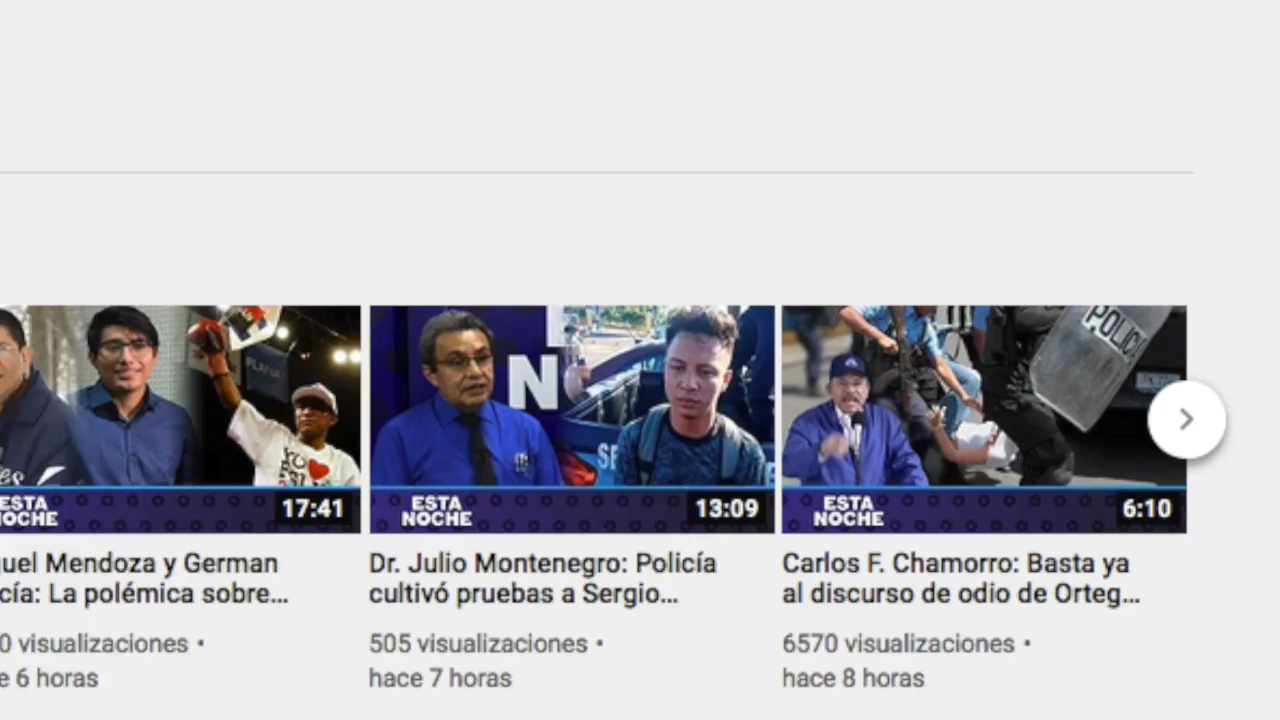 N
POLICIA
ESTA
NOCHE
17:41
ESTA
NOCHE
13:09
ESTA
NOCHE
6:10
guel Mendoza y German
cía: La polémica sobre...
0 visualizaciones •
e 6 horas
Dr. Julio Montenegro: Policía
cultivó pruebas a Sergio...
505 visualizaciones •
hace 7 horas
Carlos F. Chamorro: Basta ya
al discurso de odio de Orteg...
6570 visualizaciones •
hace 8 horas